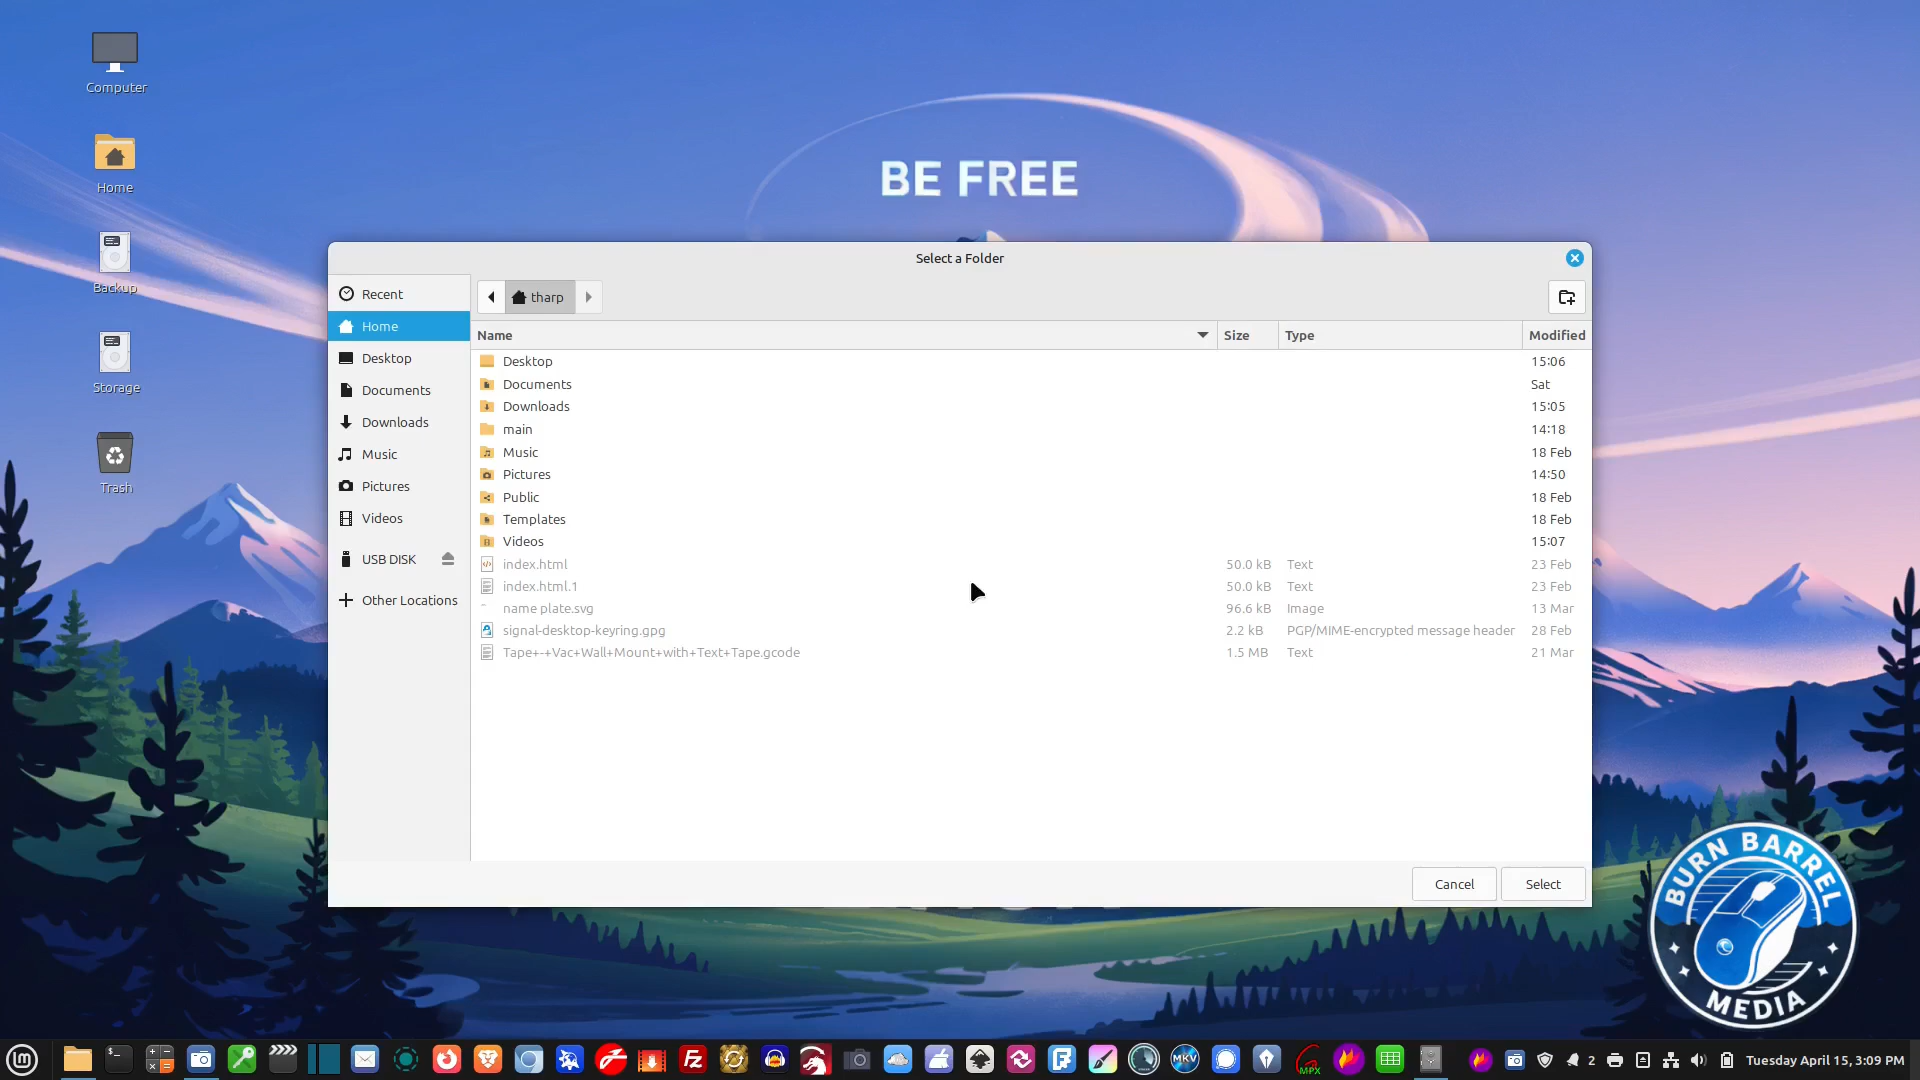 Computer
Home
Backup
Storage
Trash
BE FREE
Select a Folder
Recent
Home
Desktop
Documents
Downloads
Music
Pictures
Videos
USB DISK
Other Locations
tharp
Name Size Type Modified
Desktop 15:06
Documents Sat
Downloads 15:05
main 14:18
Music 18 Feb
Pictures 14:50
Public 18 Feb
Templates 18 Feb
Videos 15:07
index.html 50.0 kB Text 23 Feb
index.html.1 50.0 kB Text 23 Feb
name plate.svg 96.6 kB Image 13 Mar
signal-desktop-keyring.gpg 2.2 kB PGP/MIME-encrypted message header 28 Feb
Tape+-+Vac+Wall+Mount+with+Text+Tape.gcode 1.5 MB Text 21 Mar
Cancel Select
BURN BARREL
MEDIA
FZ
MKV
MPX
2
Tuesday April 15, 3:09 PM